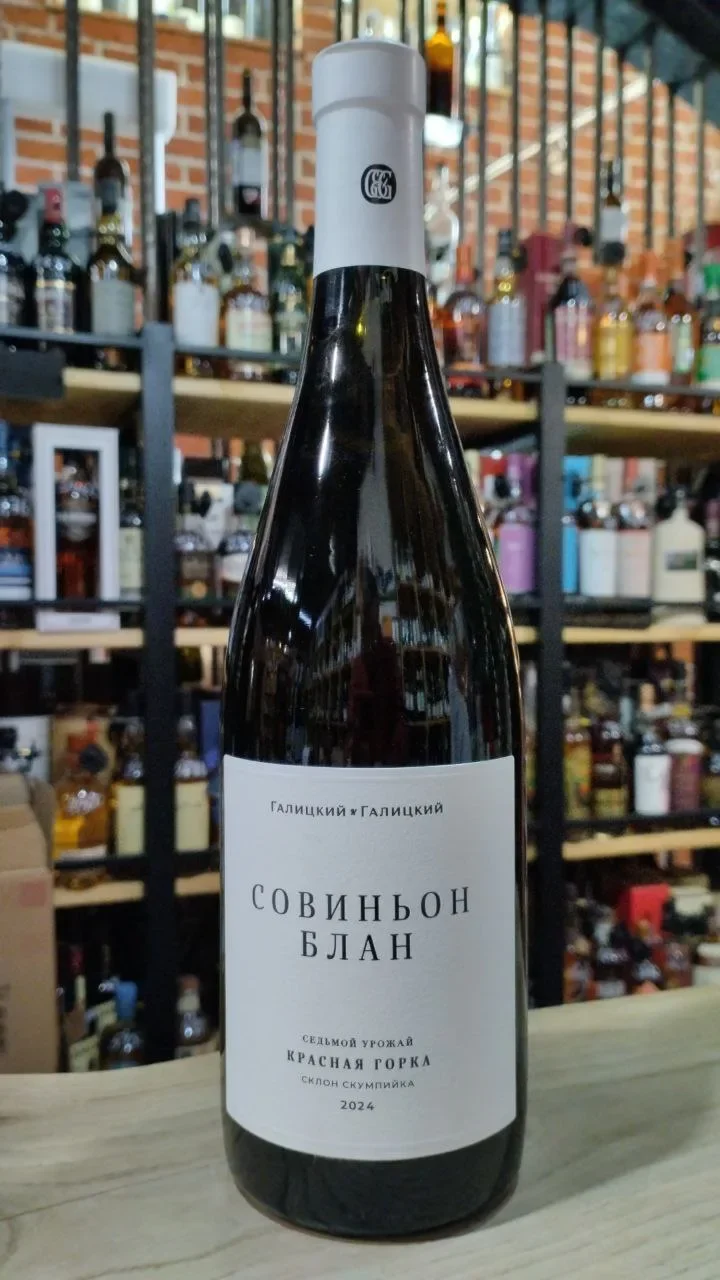 Галицкий & Галицкий
СОВИНЬОН
БЛАН
СЕДЬМОЙ УРОЖАЙ
КРАСНАЯ ГОРКА
СКЛОН СКУМПИЙКА
2024